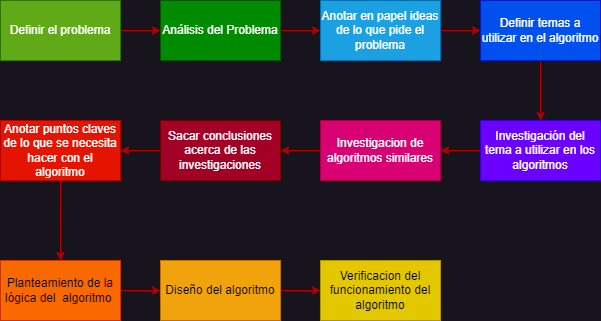 Definir el problema
Análisis del Problema
Anotar en papel ideas
de lo que pide el
problema
Definir temas a
utilizar en el algoritmo
Investigación del
tema a utilizar en los
algoritmos
Investigacion de
algoritmos similares
Sacar conclusiones
acerca de las
investigaciones
Anotar puntos claves
de lo que se necesita
hacer con el
algoritmo
Planteamiento de la
lógica del algoritmo
Diseño del algoritmo
Verificacion del
funcionamiento del
algoritmo